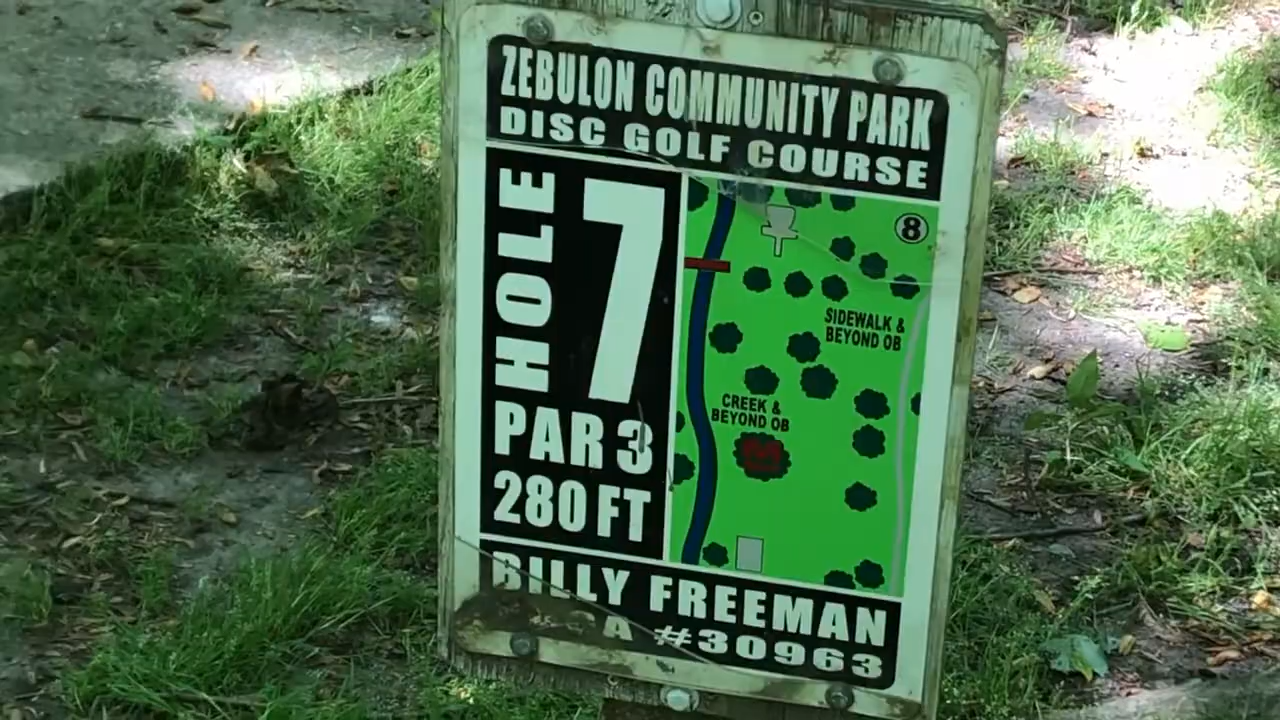 ZEBULON COMMUNITY PARK
DISC GOLF COURSE
HOLE 7
PAR 3
280 FT
8
SIDEWALK &
BEYOND OB
CREEK &
BEYOND OB
BILLY FREEMAN
#30963